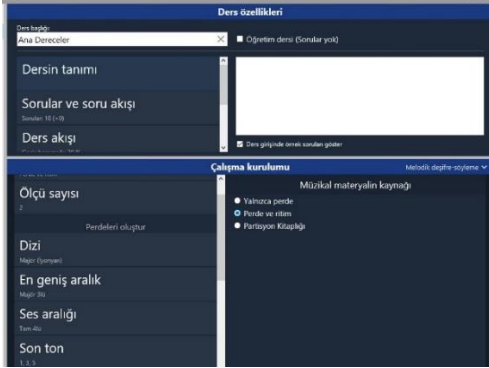 Ders özellikleri
Ders başlığı
Ana Dereceler
Öğretim dersi (Sorular yok)
Dersin tanımı
Sorular ve soru akışı
Sorular: 10 (+0)
Ders akışı
Ders girişinde örnek soruları göster
Çalışma kurulumu
Melodik deşifre-söyleme
Ölçü sayısı
2
Perdeleri oluştur
Dizi
Majör (İyonyen)
En geniş aralık
Majör 3lü
Ses aralığı
Tam 4lü
Son ton
1, 3, 5
Müzikal materyalin kaynağı
Yalnızca perde
Perde ve ritim
Partisyon Kitaplığı